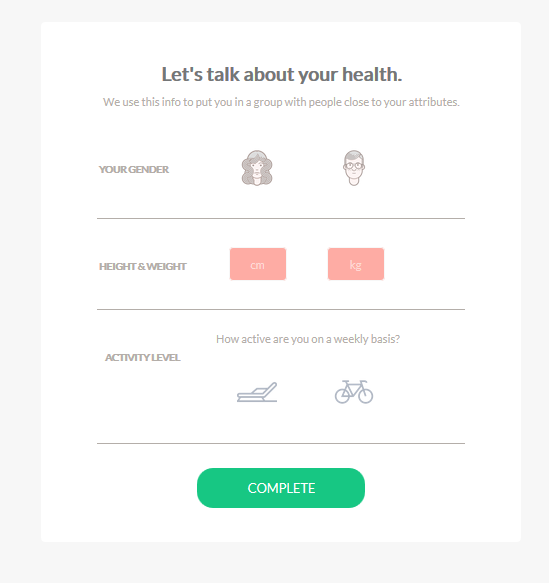 Let's talk about your health.
We use this info to put you in a group with people close to your attributes.
YOUR GENDER
HEIGHT & WEIGHT
cm
kg
How active are you on a weekly basis?
ACTIVITY LEVEL
COMPLETE